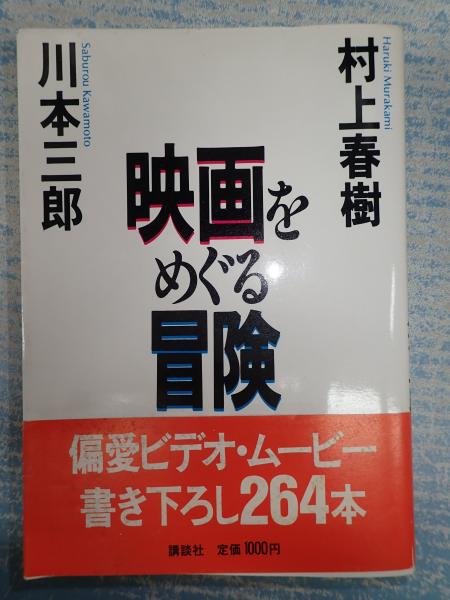 村上春樹
Haruki Murakami
川本三郎
Saburou Kawamoto
映画を
めぐる
冒険
偏愛ビデオ・ムービー
書き下ろし264本
講談社 定価1000円